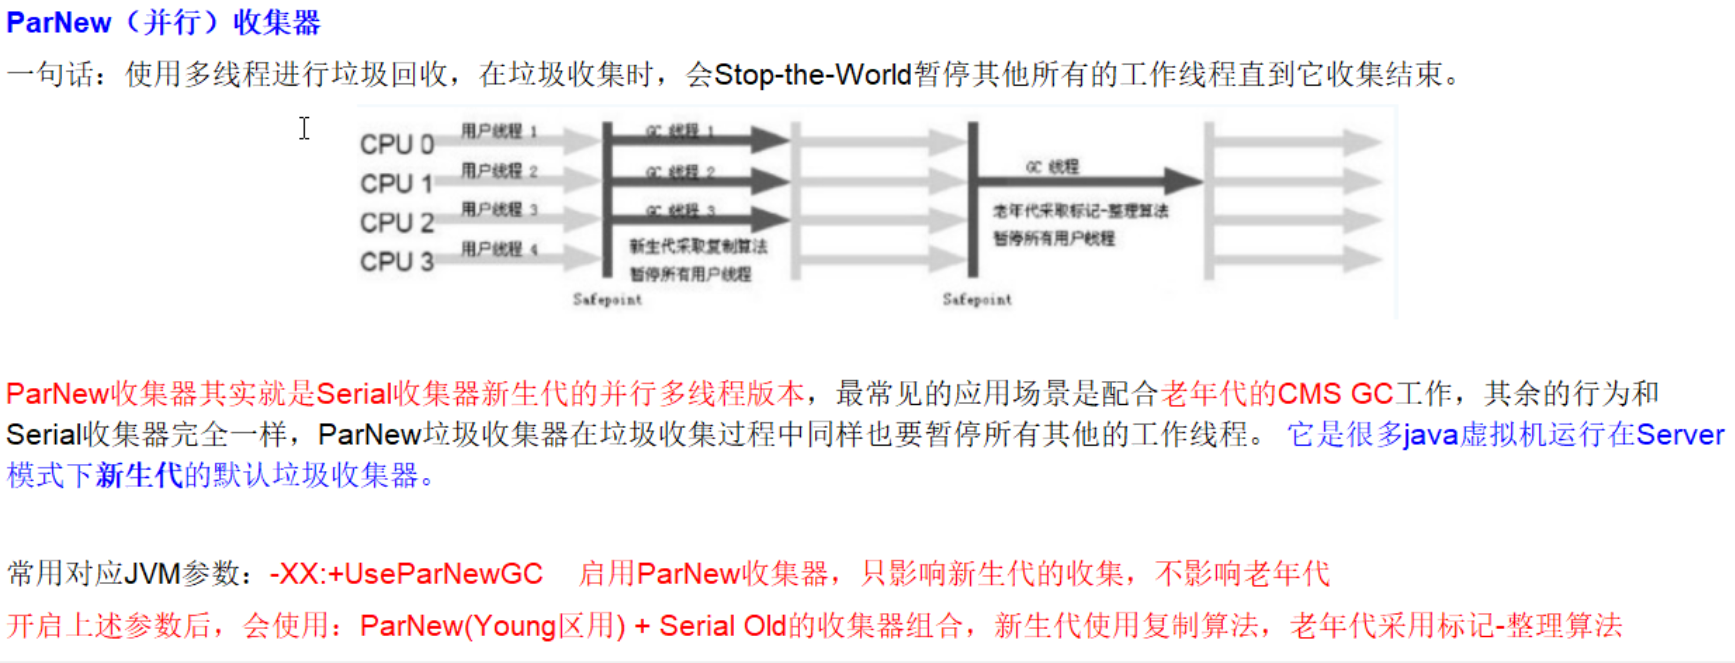 ParNew（并行）收集器
一句话：使用多线程进行垃圾回收，在垃圾收集时，会Stop-the-World暂停其他所有的工作线程直到它收集结束。
CPU 0 用户线程 1 GC 线程 1
CPU 1 用户线程 2 GC 线程 2 GC 线程
CPU 2 用户线程 3 GC 线程 3 老年代采取标记-整理算法
CPU 3 用户线程 4 新生代采取复制算法 暂停所有用户线程
暂停所有用户线程
Safepoint Safepoint
ParNew收集器其实就是Serial收集器新生代的并行多线程版本，最常见的应用场景是配合老年代的CMS GC工作，其余的行为和
Serial收集器完全一样，ParNew垃圾收集器在垃圾收集过程中同样也要暂停所有其他的工作线程。 它是很多java虚拟机运行在Server
模式下新生代的默认垃圾收集器。
常用对应JVM参数：-XX:+UseParNewGC 启用ParNew收集器，只影响新生代的收集，不影响老年代
开启上述参数后，会使用：ParNew(Young区用) + Serial Old的收集器组合，新生代使用复制算法，老年代采用标记-整理算法